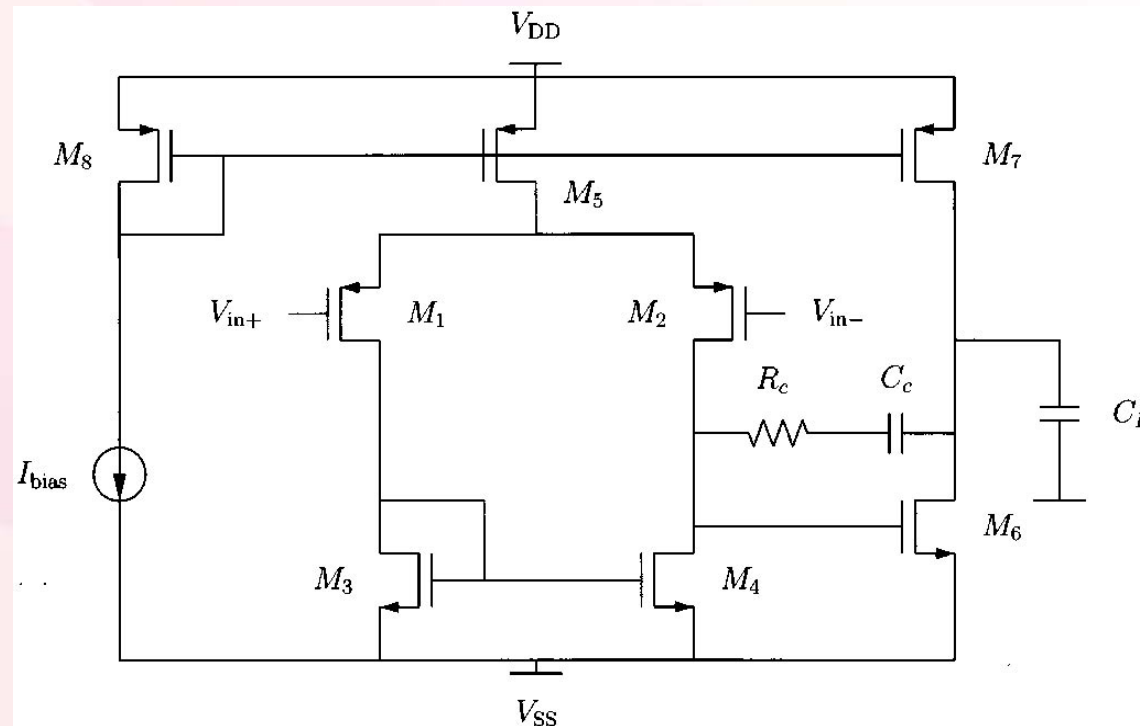 V_DD
M_8
M_5
M_7
V_in+
M_1
M_2
V_in−
R_c
C_c
I_bias
M_3
M_4
M_6
V_SS